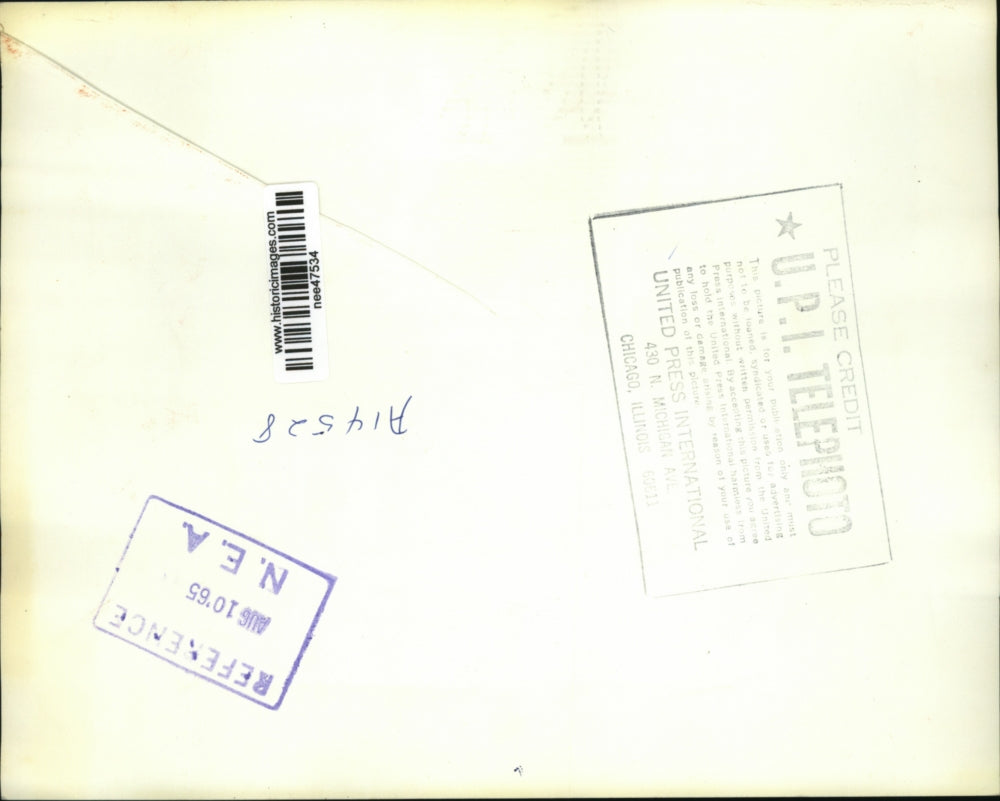 www.historicimages.com
nee47534
A14528
N.E.A.
AUG 10'65
REFERENCE
PLEASE CREDIT
U.P.I. TELEPHOTO
This picture is for your publication only and must
not to be loaned, syndicated or used for advertising
purposes without written permission from the United
Press International. By accepting this picture you agree
to hold the United Press International harmless from
any loss or damage arising by reason of your use of
publication of this picture
UNITED PRESS INTERNATIONAL
430 N. MICHIGAN AVE.
CHICAGO, ILLINOIS 60611